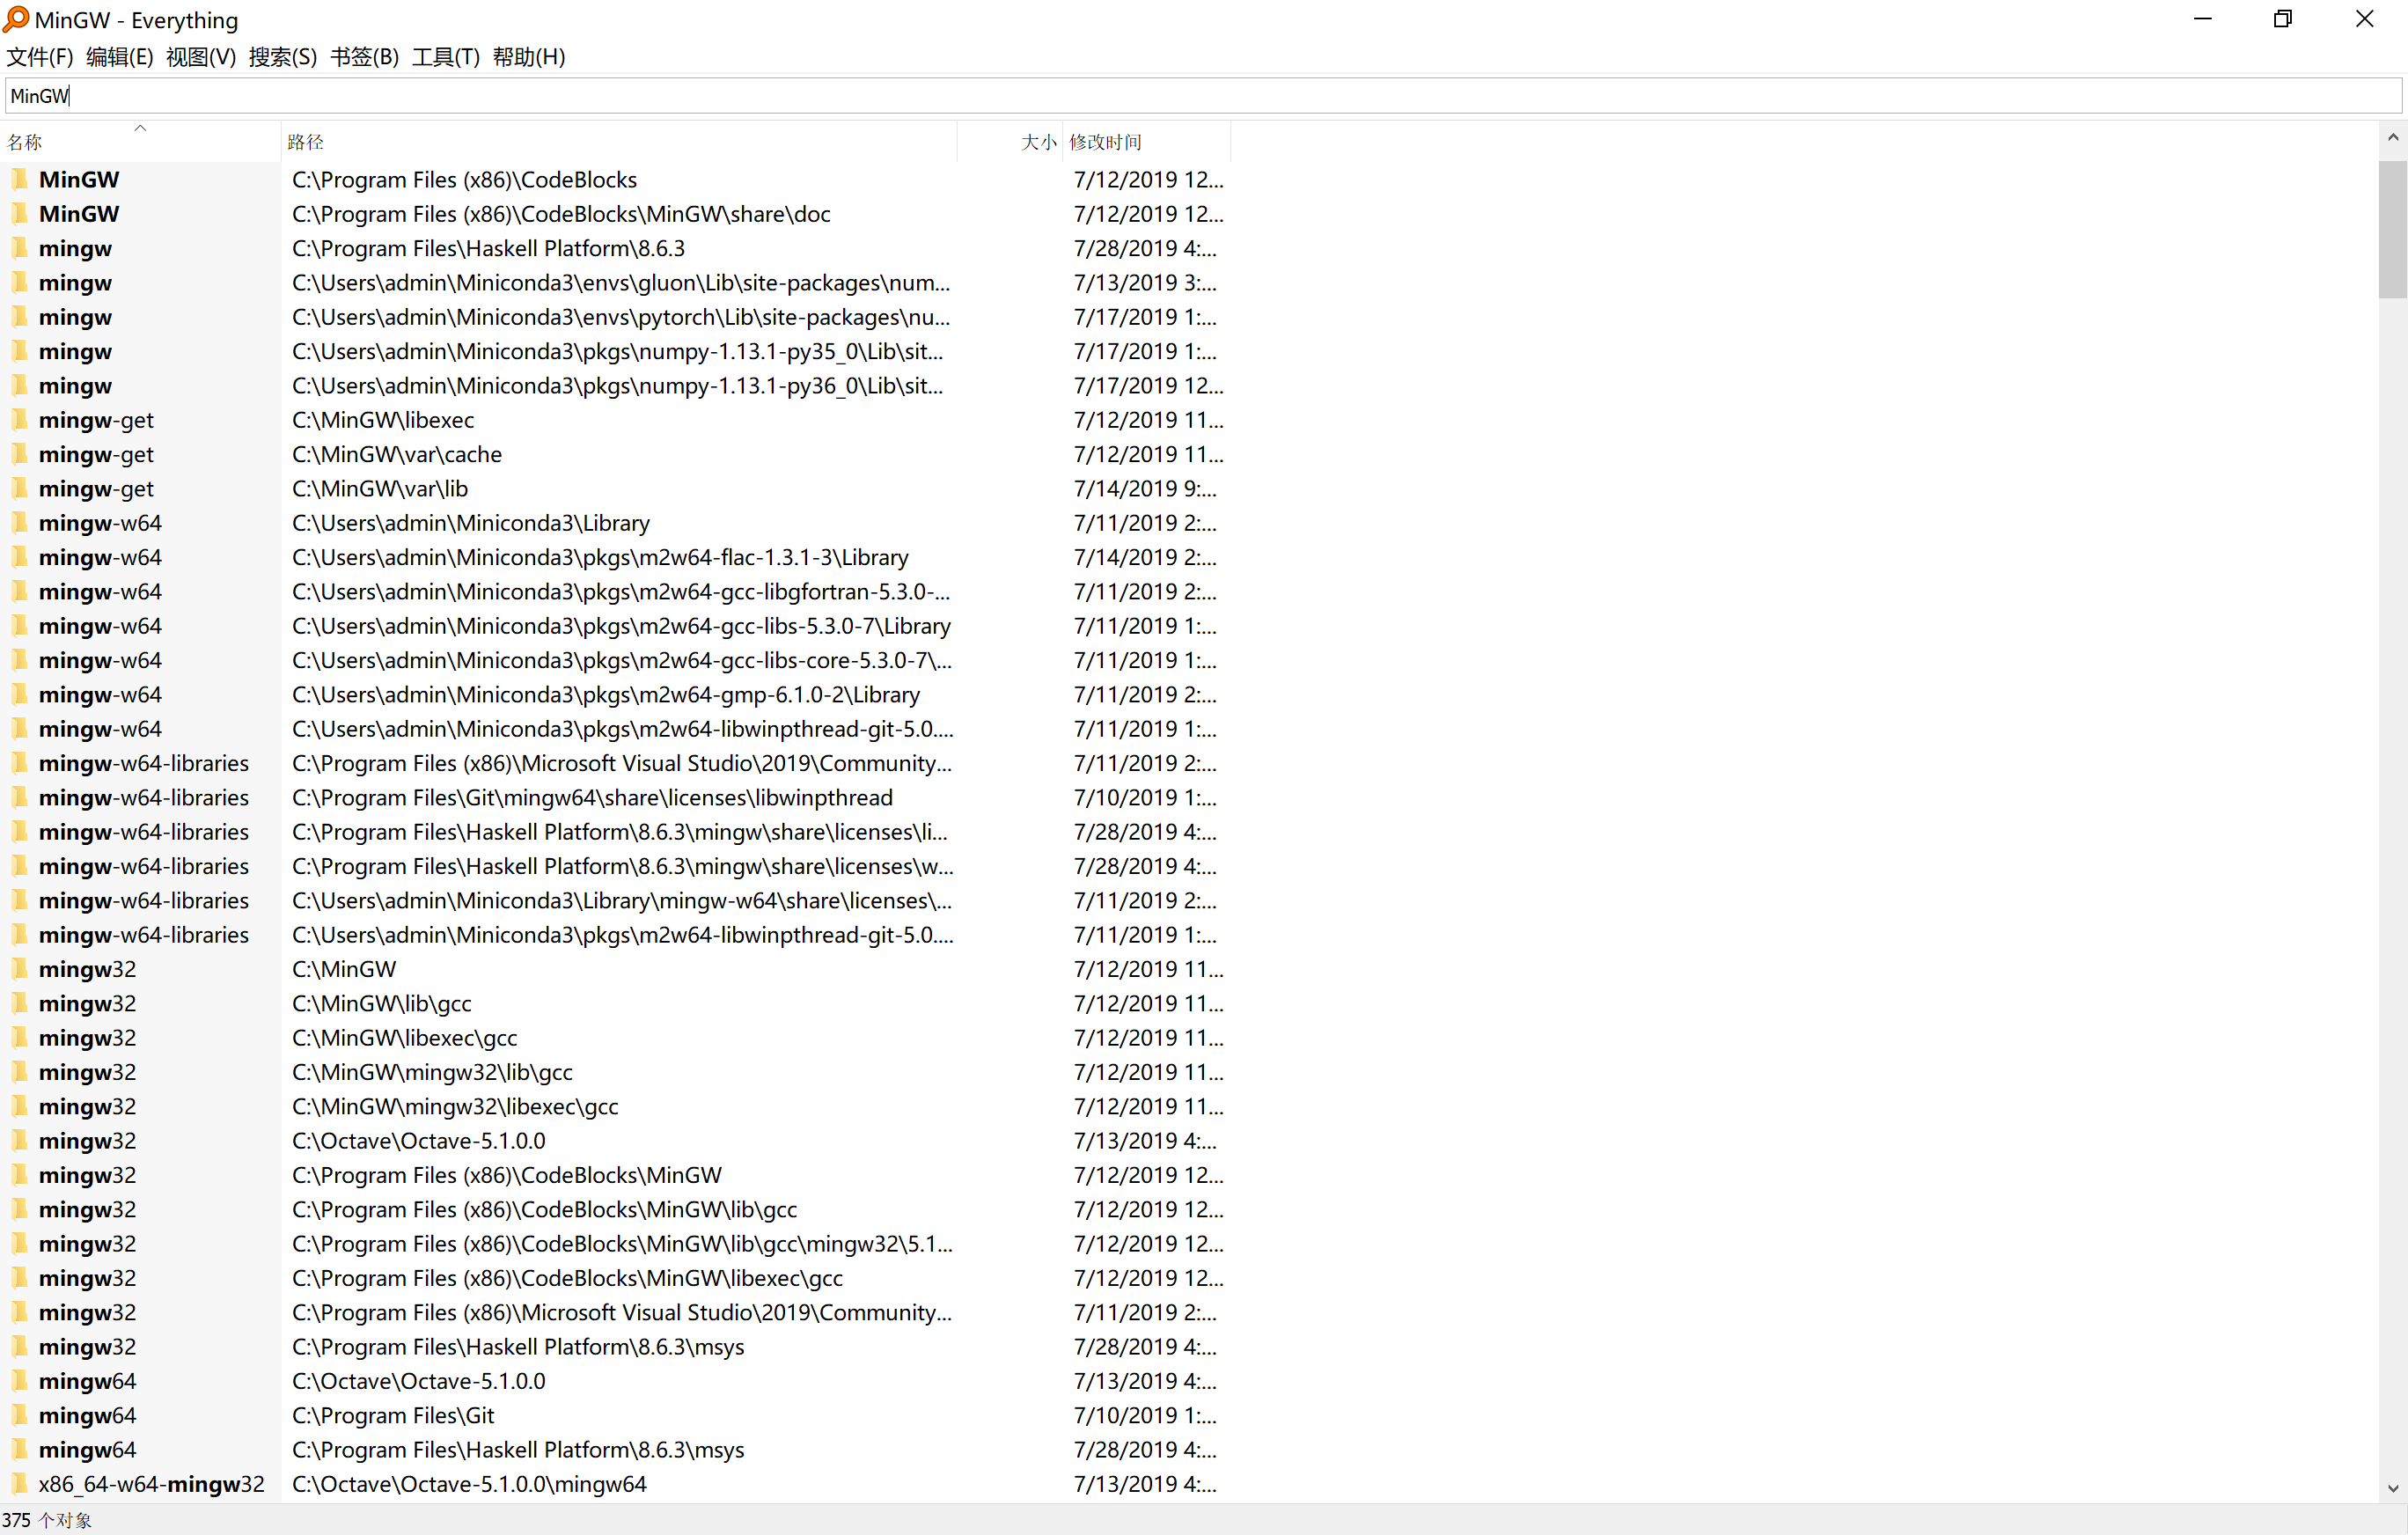 MinGW - Everything
文件(F) 编辑(E) 视图(V) 搜索(S) 书签(B) 工具(T) 帮助(H)
MinGW
名称 路径 大小 修改时间
MinGW C:\Program Files (x86)\CodeBlocks 7/12/2019 12...
MinGW C:\Program Files (x86)\CodeBlocks\MinGW\share\doc 7/12/2019 12...
mingw C:\Program Files\Haskell Platform\8.6.3 7/28/2019 4:...
mingw C:\Users\admin\Miniconda3\envs\gluon\Lib\site-packages\num... 7/13/2019 3:...
mingw C:\Users\admin\Miniconda3\envs\pytorch\Lib\site-packages\nu... 7/17/2019 1:...
mingw C:\Users\admin\Miniconda3\pkgs\numpy-1.13.1-py35_0\Lib\sit... 7/17/2019 1:...
mingw C:\Users\admin\Miniconda3\pkgs\numpy-1.13.1-py36_0\Lib\sit... 7/17/2019 12...
mingw-get C:\MinGW\libexec 7/12/2019 11...
mingw-get C:\MinGW\var\cache 7/12/2019 11...
mingw-get C:\MinGW\var\lib 7/14/2019 9:...
mingw-w64 C:\Users\admin\Miniconda3\Library 7/11/2019 2:...
mingw-w64 C:\Users\admin\Miniconda3\pkgs\m2w64-flac-1.3.1-3\Library 7/14/2019 2:...
mingw-w64 C:\Users\admin\Miniconda3\pkgs\m2w64-gcc-libgfortran-5.3.0-... 7/11/2019 2:...
mingw-w64 C:\Users\admin\Miniconda3\pkgs\m2w64-gcc-libs-5.3.0-7\Library 7/11/2019 1:...
mingw-w64 C:\Users\admin\Miniconda3\pkgs\m2w64-gcc-libs-core-5.3.0-7\... 7/11/2019 1:...
mingw-w64 C:\Users\admin\Miniconda3\pkgs\m2w64-gmp-6.1.0-2\Library 7/11/2019 2:...
mingw-w64 C:\Users\admin\Miniconda3\pkgs\m2w64-libwinpthread-git-5.0.... 7/11/2019 1:...
mingw-w64-libraries C:\Program Files (x86)\Microsoft Visual Studio\2019\Community... 7/11/2019 2:...
mingw-w64-libraries C:\Program Files\Git\mingw64\share\licenses\libwinpthread 7/10/2019 1:...
mingw-w64-libraries C:\Program Files\Haskell Platform\8.6.3\mingw\share\licenses\li... 7/28/2019 4:...
mingw-w64-libraries C:\Program Files\Haskell Platform\8.6.3\mingw\share\licenses\w... 7/28/2019 4:...
mingw-w64-libraries C:\Users\admin\Miniconda3\Library\mingw-w64\share\licenses\... 7/11/2019 2:...
mingw-w64-libraries C:\Users\admin\Miniconda3\pkgs\m2w64-libwinpthread-git-5.0.... 7/11/2019 1:...
mingw32 C:\MinGW 7/12/2019 11...
mingw32 C:\MinGW\lib\gcc 7/12/2019 11...
mingw32 C:\MinGW\libexec\gcc 7/12/2019 11...
mingw32 C:\MinGW\mingw32\lib\gcc 7/12/2019 11...
mingw32 C:\MinGW\mingw32\libexec\gcc 7/12/2019 11...
mingw32 C:\Octave\Octave-5.1.0.0 7/13/2019 4:...
mingw32 C:\Program Files (x86)\CodeBlocks\MinGW 7/12/2019 12...
mingw32 C:\Program Files (x86)\CodeBlocks\MinGW\lib\gcc 7/12/2019 12...
mingw32 C:\Program Files (x86)\CodeBlocks\MinGW\lib\gcc\mingw32\5.1... 7/12/2019 12...
mingw32 C:\Program Files (x86)\CodeBlocks\MinGW\libexec\gcc 7/12/2019 12...
mingw32 C:\Program Files (x86)\Microsoft Visual Studio\2019\Community... 7/11/2019 2:...
mingw32 C:\Program Files\Haskell Platform\8.6.3\msys 7/28/2019 4:...
mingw64 C:\Octave\Octave-5.1.0.0 7/13/2019 4:...
mingw64 C:\Program Files\Git 7/10/2019 1:...
mingw64 C:\Program Files\Haskell Platform\8.6.3\msys 7/28/2019 4:...
x86_64-w64-mingw32 C:\Octave\Octave-5.1.0.0\mingw64 7/13/2019 4:...
375 个对象